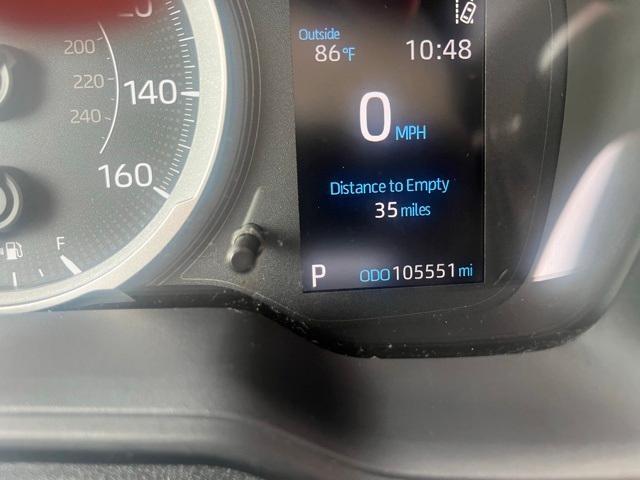 120
200
220
140
240
160
F
Outside
86°F
10:48
0 MPH
Distance to Empty
35 miles
P
ODO 105551 mi